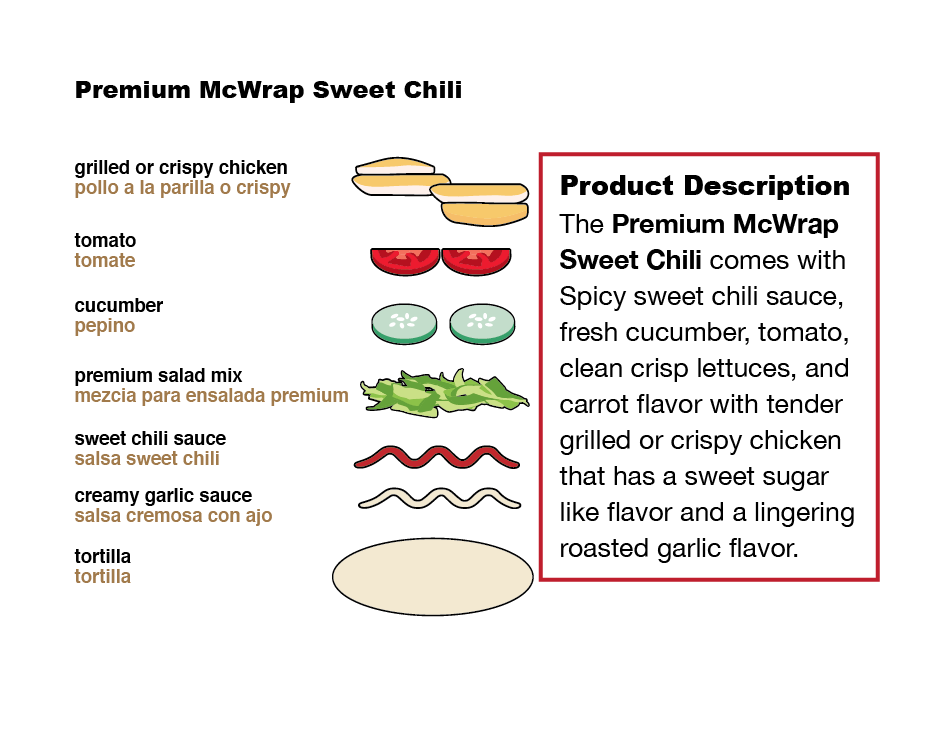 Premium McWrap Sweet Chili
grilled or crispy chicken
pollo a la parilla o crispy
tomato
tomate
cucumber
pepino
premium salad mix
mezcia para ensalada premium
sweet chili sauce
salsa sweet chili
creamy garlic sauce
salsa cremosa con ajo
tortilla
tortilla
Product Description
The Premium McWrap
Sweet Chili comes with
Spicy sweet chili sauce,
fresh cucumber, tomato,
clean crisp lettuces, and
carrot flavor with tender
grilled or crispy chicken
that has a sweet sugar
like flavor and a lingering
roasted garlic flavor.